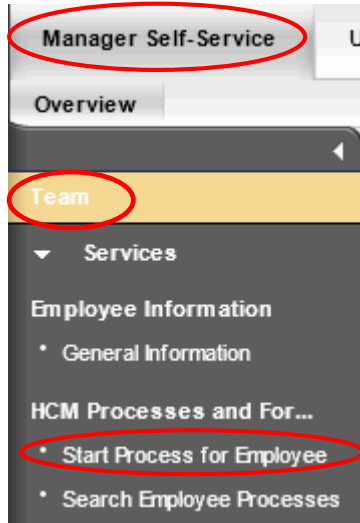 Manager Self-Service U
Overview
Team
Services
Employee Information
• General Information
HCM Processes and For...
• Start Process for Employee
• Search Employee Processes